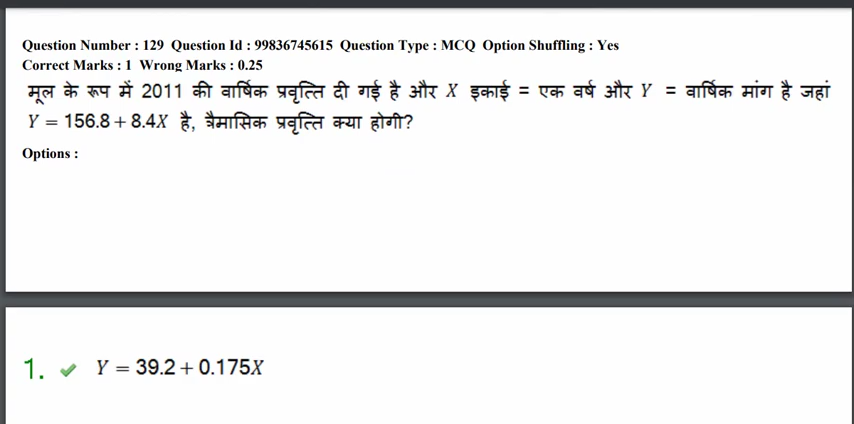 Question Number : 129 Question Id : 99836745615 Question Type : MCQ Option Shuffling : Yes
Correct Marks : 1 Wrong Marks : 0.25
मूल के रूप में 2011 की वार्षिक प्रवृत्ति दी गई है और X इकाई = एक वर्ष और Y = वार्षिक मांग है जहां
Y = 156.8 + 8.4X है, त्रैमासिक प्रवृत्ति क्या होगी?
Options :
1. ✓ Y = 39.2 + 0.175X